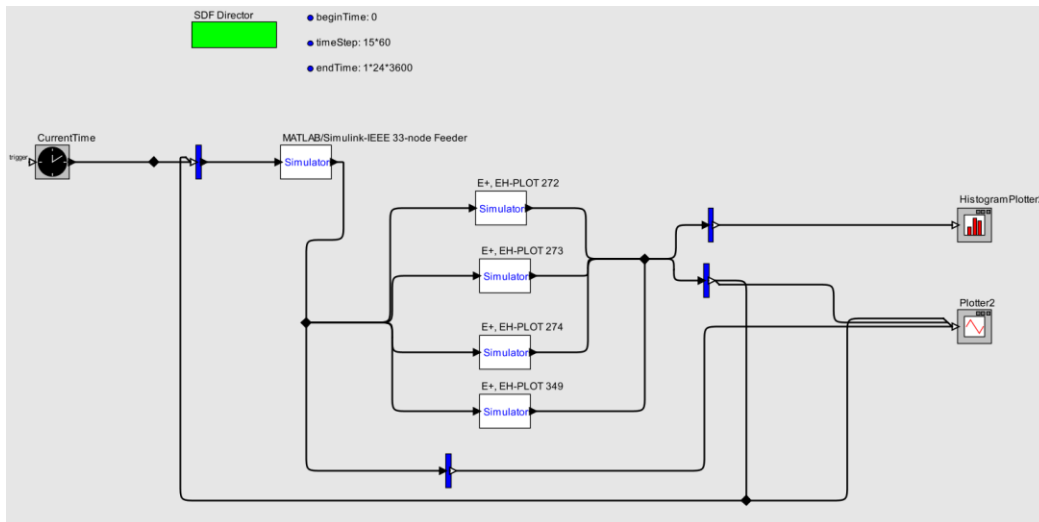 SDF Director
beginTime: 0
timeStep: 15*60
endTime: 1*24*3600
CurrentTime
trigger
MATLAB/Simulink-IEEE 33-node Feeder
Simulator
E+, EH-PLOT 272
Simulator
E+, EH-PLOT 273
Simulator
E+, EH-PLOT 274
Simulator
E+, EH-PLOT 349
Simulator
HistogramPlotter
Plotter2